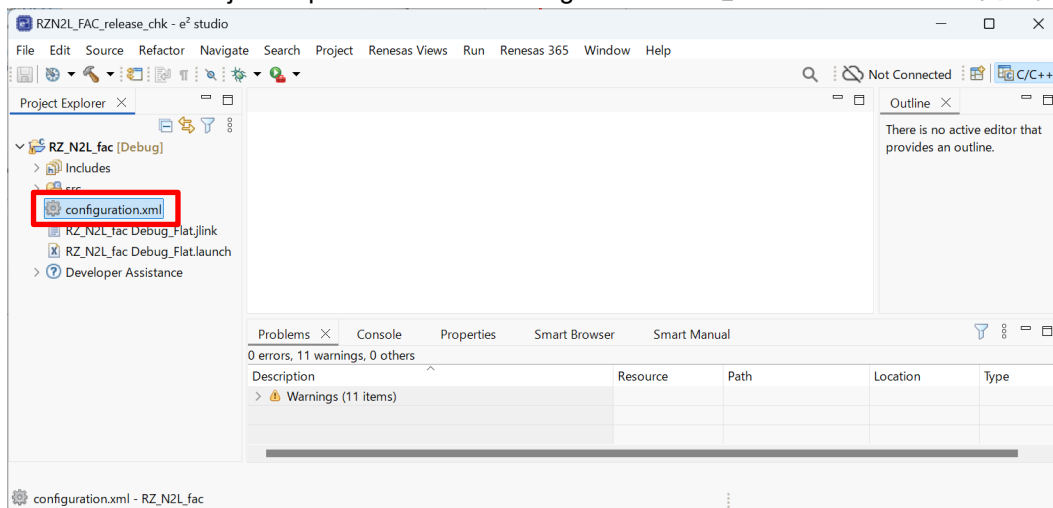 RZN2L_FAC_release_chk - e² studio
File Edit Source Refactor Navigate Search Project Renesas Views Run Renesas 365 Window Help
Not Connected C/C++
Project Explorer
Outline
There is no active editor that
provides an outline.
RZ_N2L_fac [Debug]
Includes
src
configuration.xml
RZ_N2L_fac Debug_Flat.jlink
RZ_N2L_fac Debug_Flat.launch
Developer Assistance
Problems Console Properties Smart Browser Smart Manual
0 errors, 11 warnings, 0 others
Description Resource Path Location Type
Warnings (11 items)
configuration.xml - RZ_N2L_fac